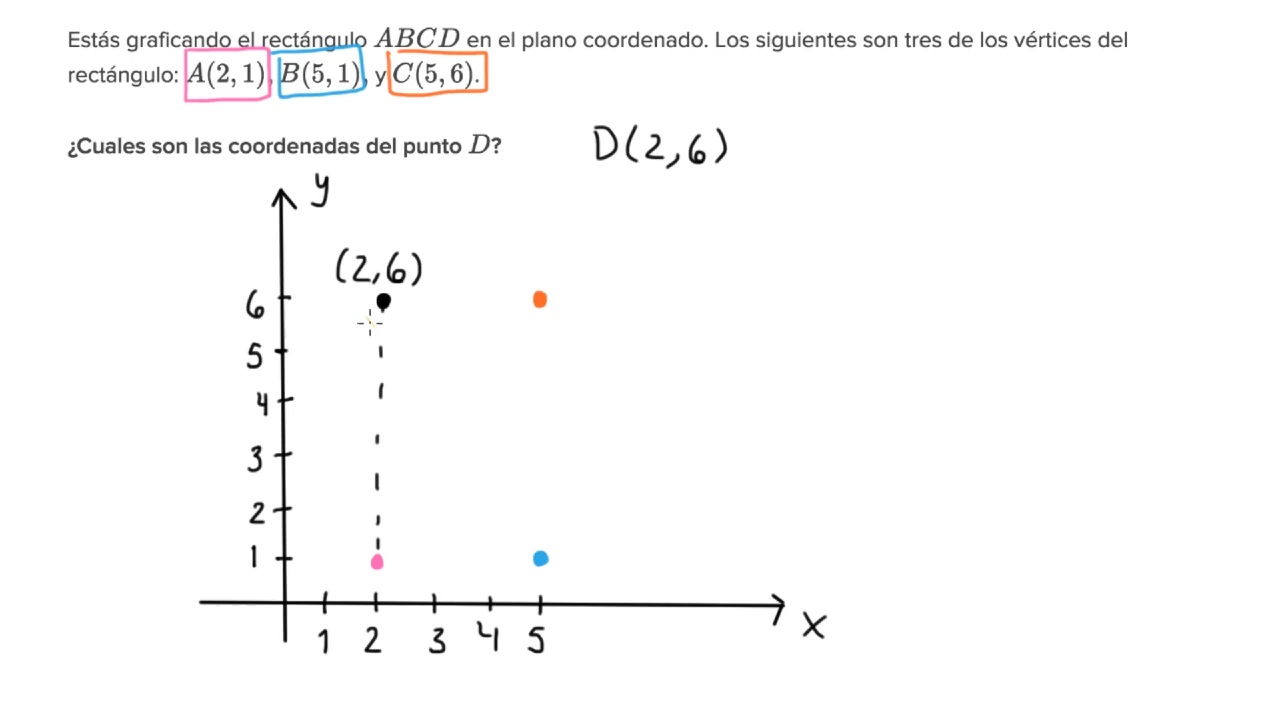 Estás graficando el rectángulo ABCD en el plano coordenado. Los siguientes son tres de los vértices del
rectángulo: A(2, 1), B(5, 1), y C(5, 6).
¿Cuales son las coordenadas del punto D?
D(2,6)
y
(2,6)
6
5
4
3
2
1
1 2 3 4 5
x